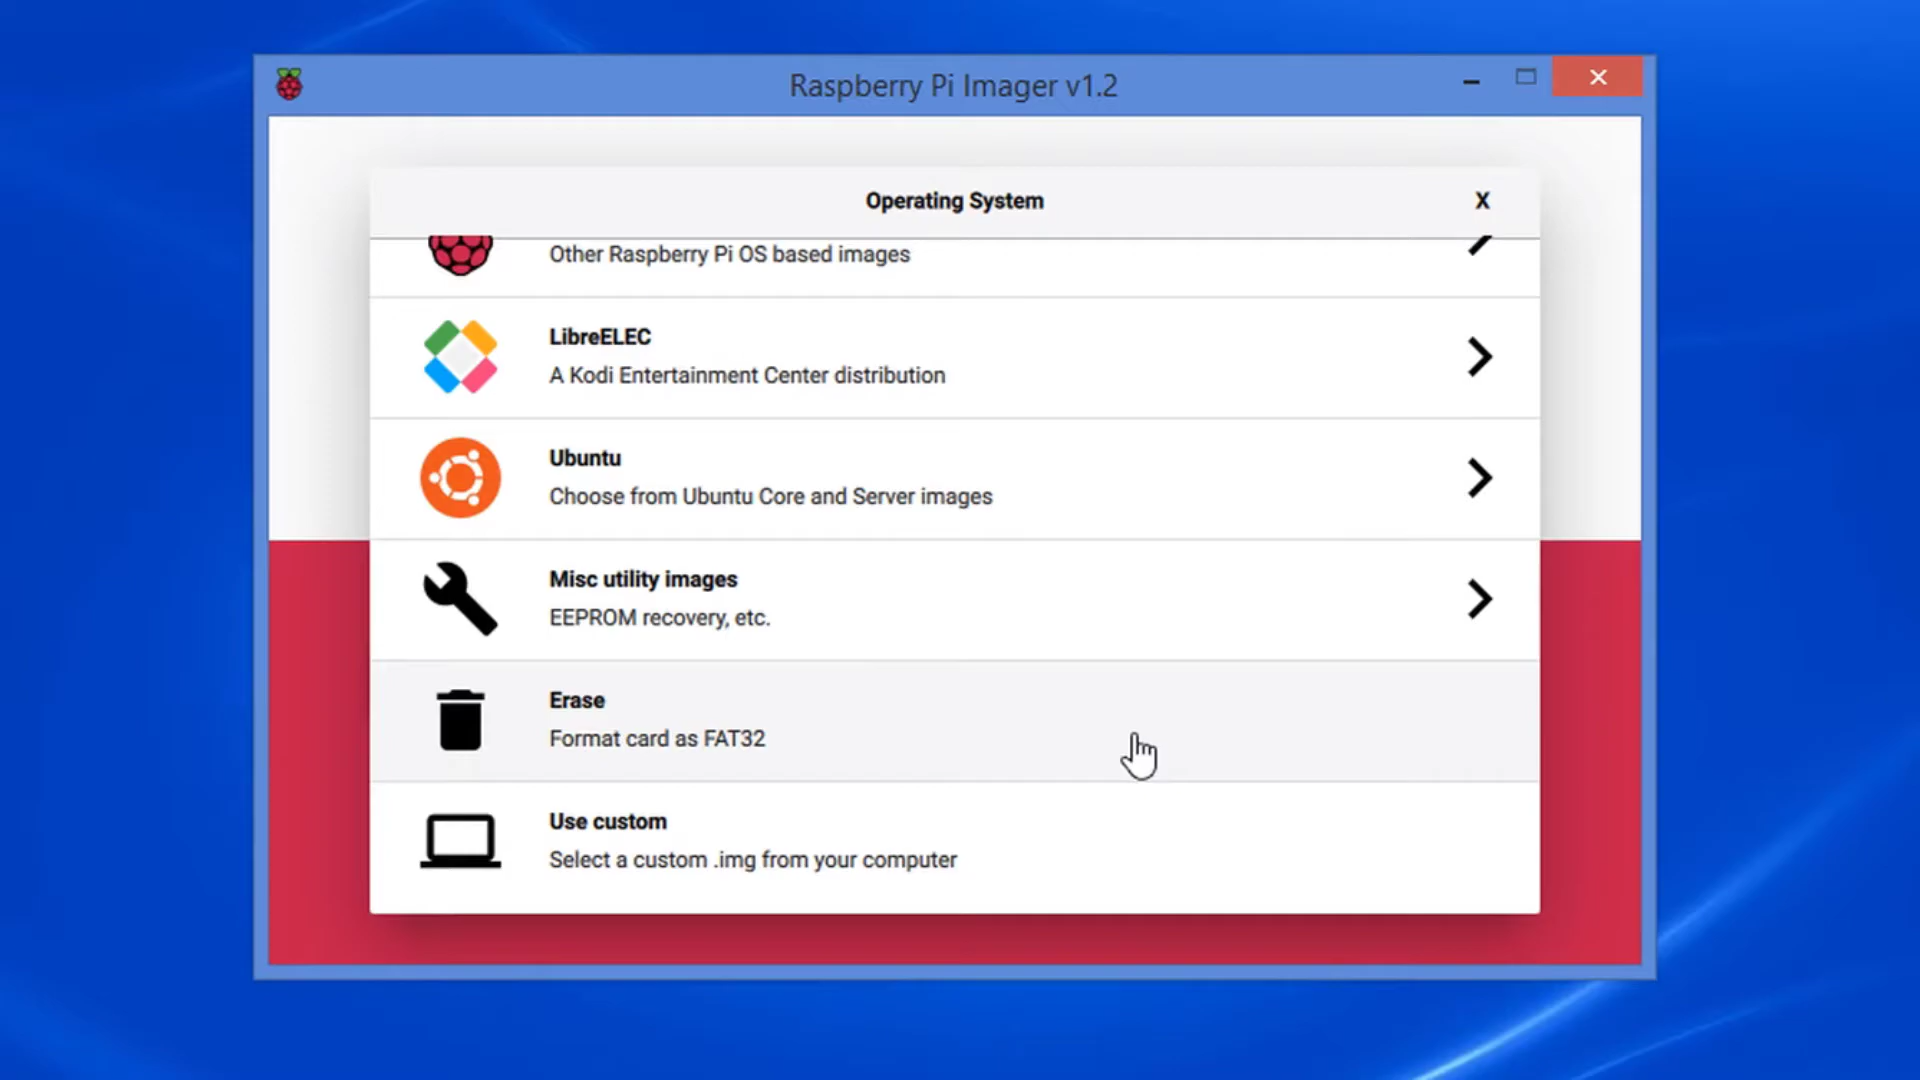 Raspberry Pi Imager v1.2
Operating System
X
Other Raspberry Pi OS based images
LibreELEC
A Kodi Entertainment Center distribution
Ubuntu
Choose from Ubuntu Core and Server images
Misc utility images
EEPROM recovery, etc.
Erase
Format card as FAT32
Use custom
Select a custom .img from your computer